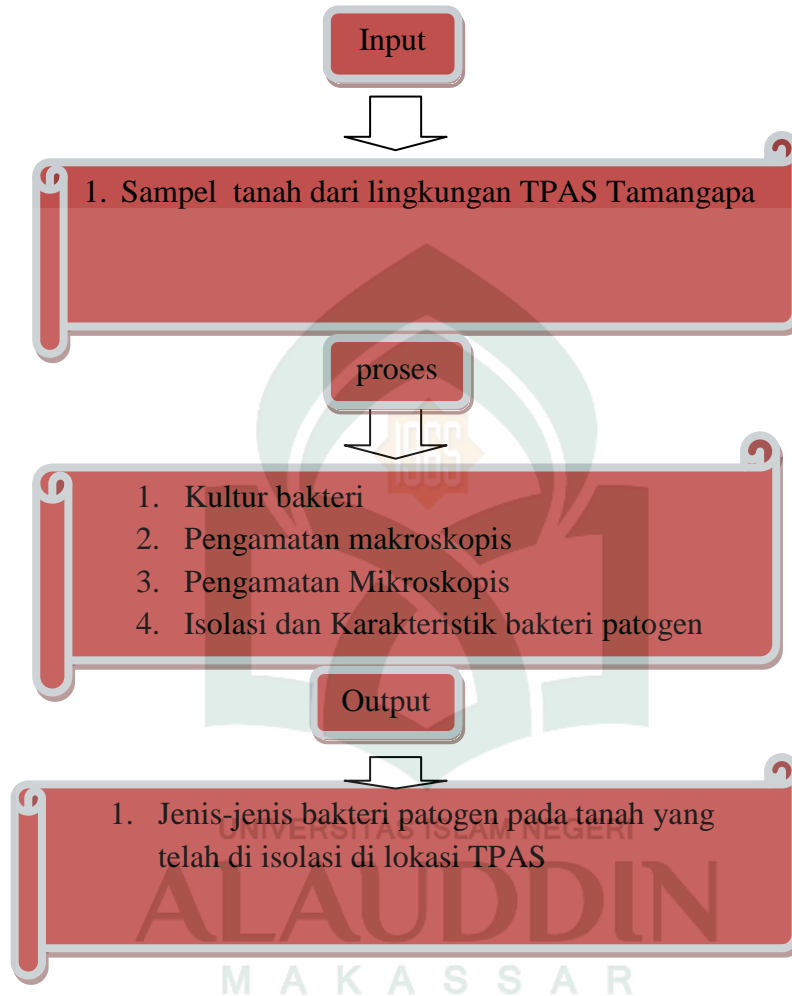 Input
1. Sampel tanah dari lingkungan TPAS Tamangapa
proses
1965
1. Kultur bakteri
2. Pengamatan makroskopis
3. Pengamatan Mikroskopis
4. Isolasi dan Karakteristik bakteri patogen
Output
1. Jenis-jenis bakteri patogen pada tanah yang
telah di isolasi di lokasi TPAS
UNIVERSITAS ISLAM NEGERI
ALAUDDIN
MAKASSAR